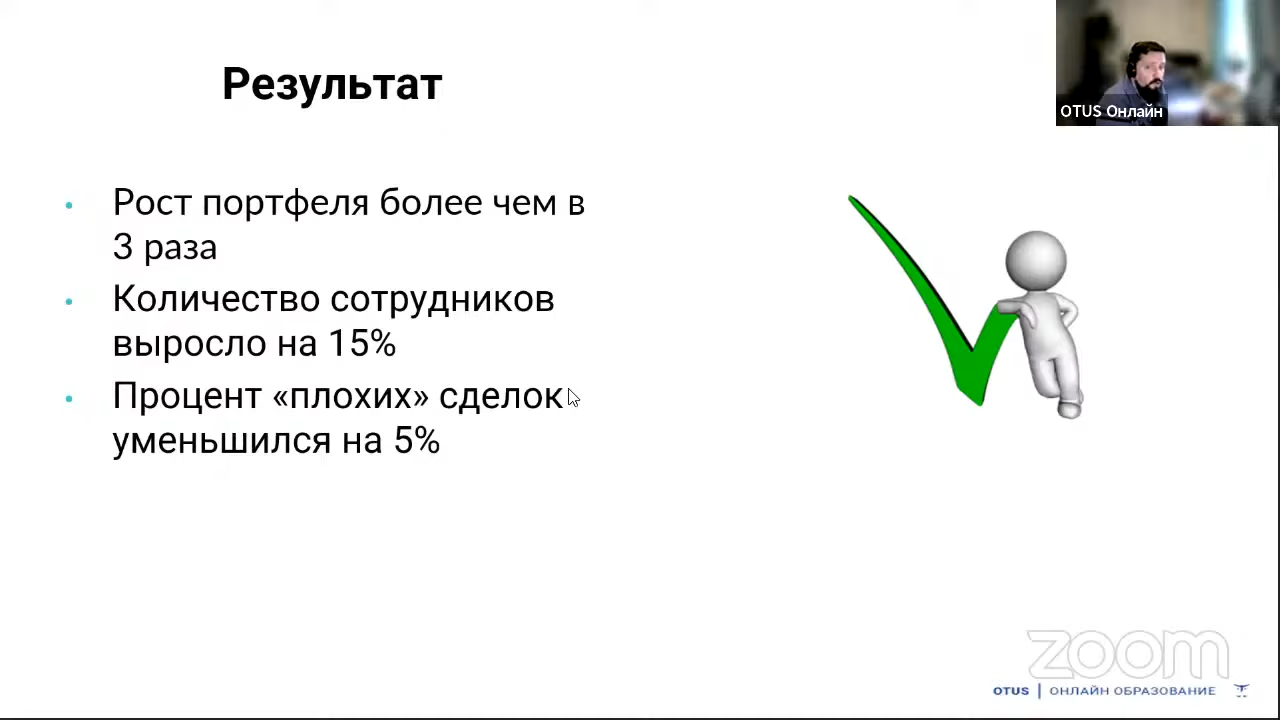 Результат
OTUS Онлайн
Рост портфеля более чем в
3 раза
Количество сотрудников
выросло на 15%
Процент «плохих» сделок
уменьшился на 5%
zoom
OTUS | ОНЛАЙН ОБРАЗОВАНИЕ